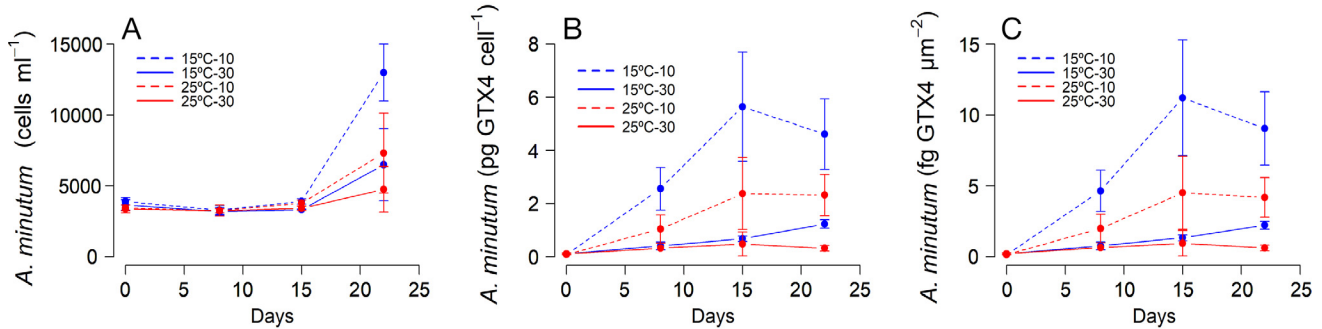 A
A. minutum (cells ml⁻¹)
15000
10000
5000
0
15ºC-10
15ºC-30
25ºC-10
25ºC-30
0 5 10 15 20 25
Days
B
A. minutum (pg GTX4 cell⁻¹)
8
6
4
2
0
15ºC-10
15ºC-30
25ºC-10
25ºC-30
0 5 10 15 20 25
Days
C
A. minutum (fg GTX4 µm⁻²)
15
10
5
0
15ºC-10
15ºC-30
25ºC-10
25ºC-30
0 5 10 15 20 25
Days